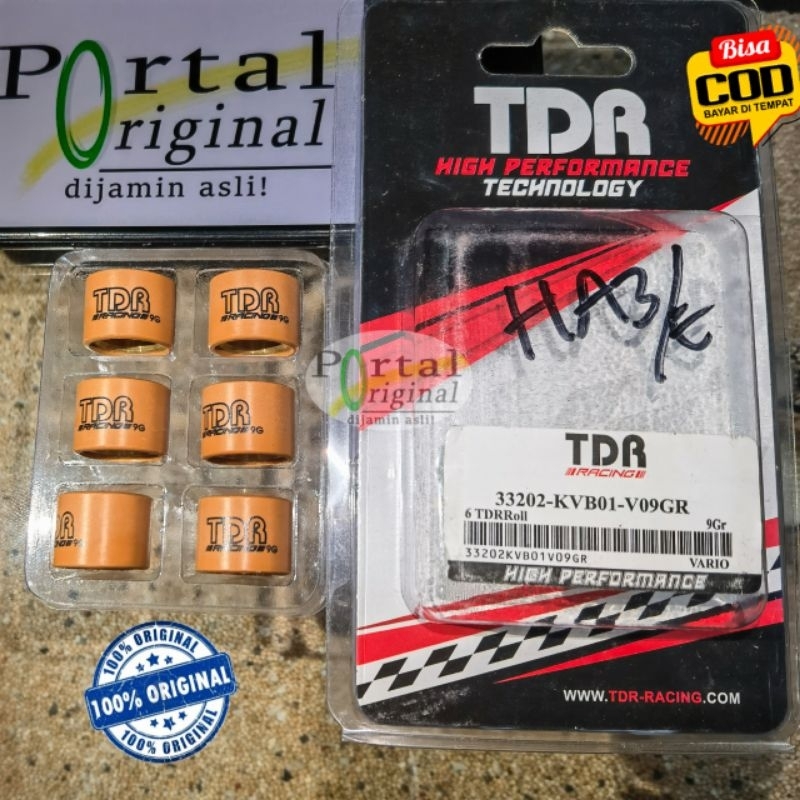 Portal
Original
dijamin asli!
Bisa
COD
BAYAR DI TEMPAT
TDR
HIGH PERFORMANCE
TECHNOLOGY
TDR
RACING 9G
TDR
RACING 9G
TDR
RACING 9G
TDR
RACING 9G
TDR
RACING 9G
Portal
Original
dijamin asli!
TDR
RACING
33202-KVB01-V09GR
6 TDRRoll 9Gr
33202KVB01V09GR VARIO
HIGH PERFORMANCE
WWW.TDR-RACING.COM
100% ORIGINAL
100% ORIGINAL
100% ORIGINAL